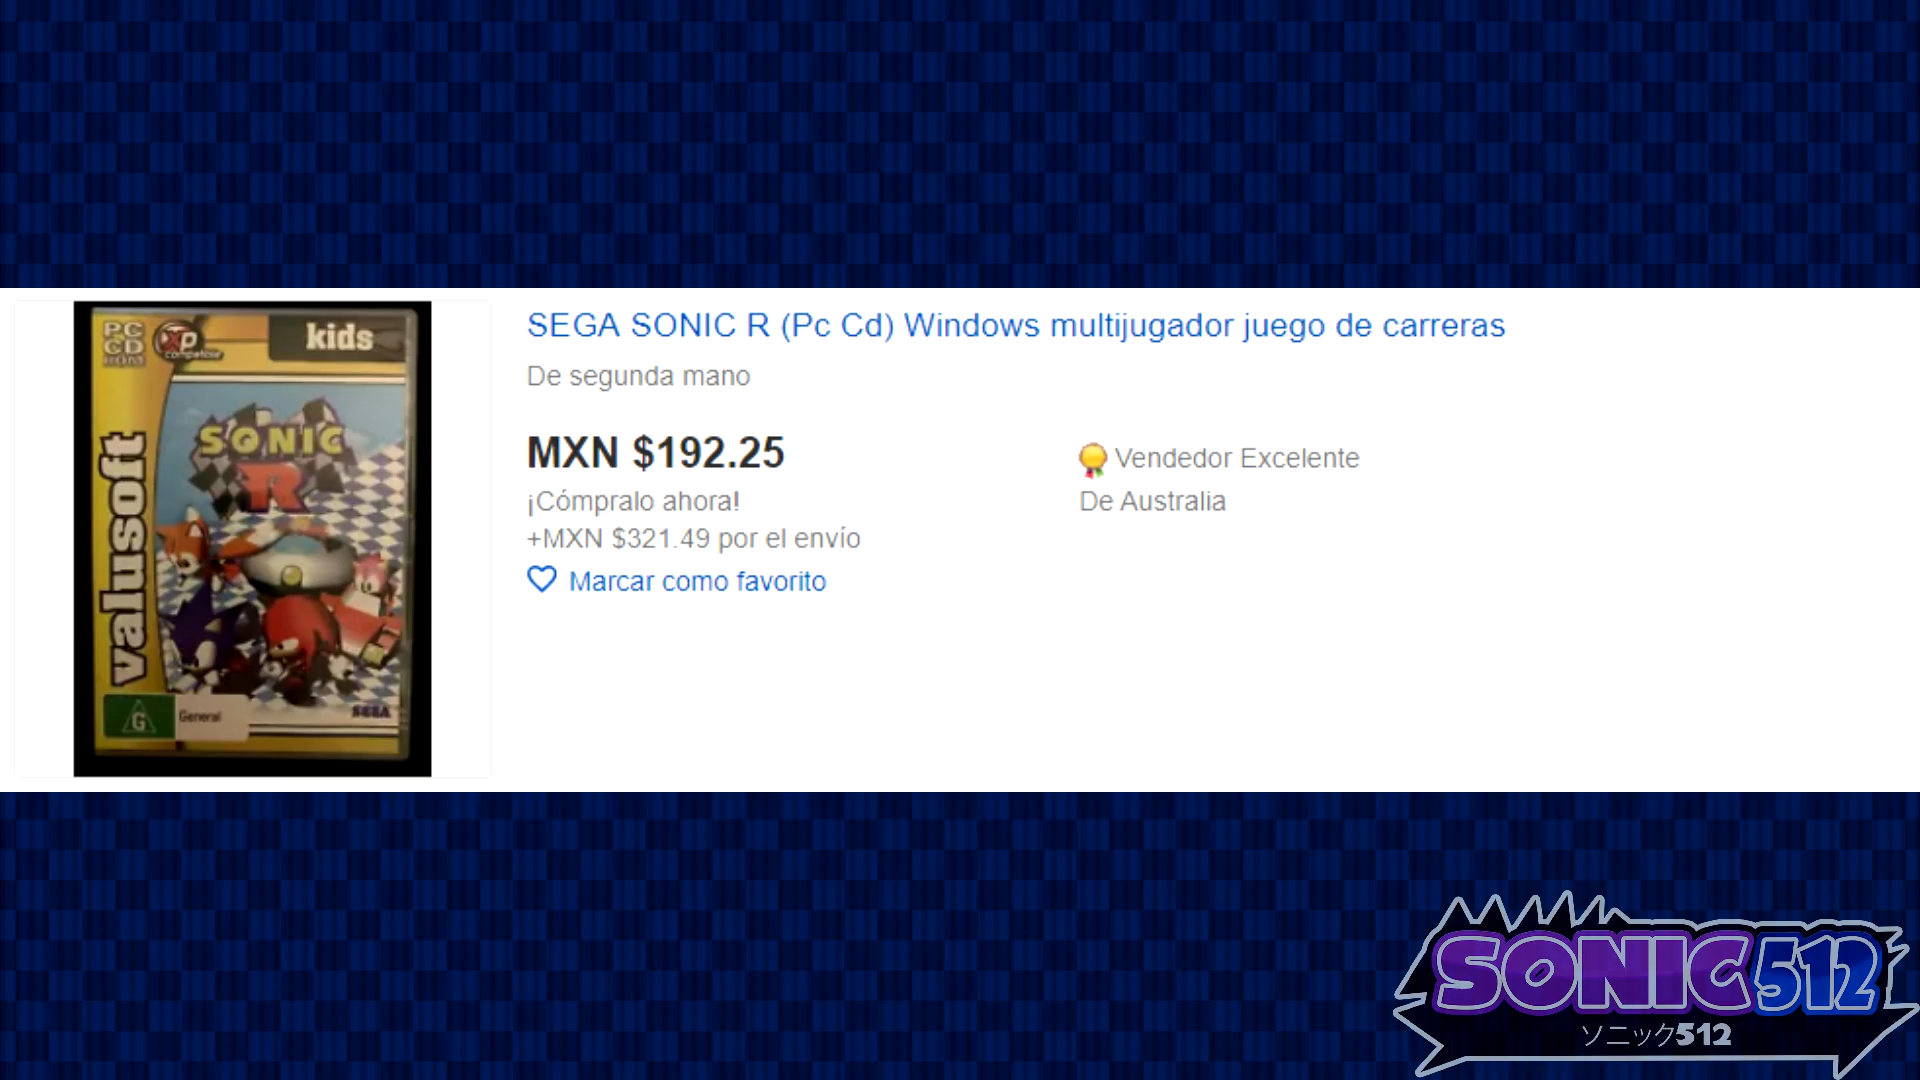 PC
CD
XP
compatible
kids
valusoft
SONIC
R
G
General
SEGA
SEGA SONIC R (Pc Cd) Windows multijugador juego de carreras
De segunda mano
MXN $192.25
¡Cómpralo ahora!
+MXN $321.49 por el envío
Marcar como favorito
Vendedor Excelente
De Australia
SONIC512
ソニック512